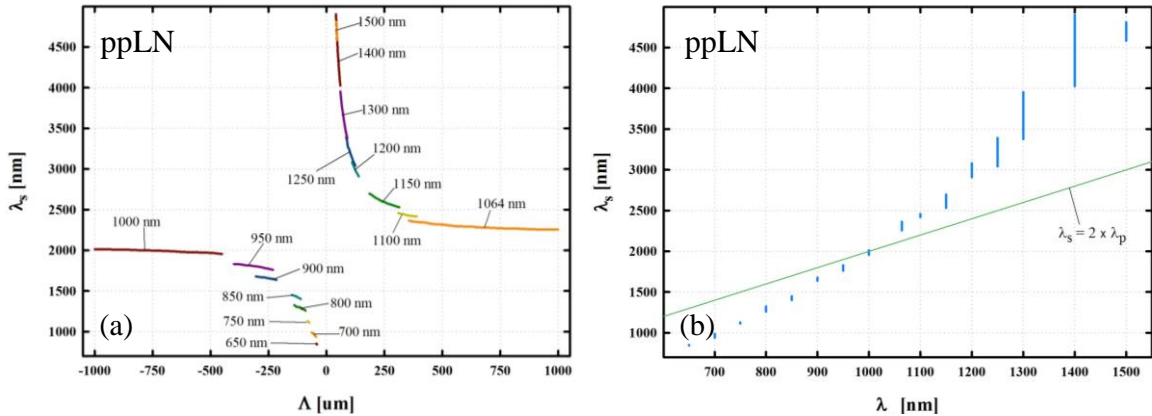 ppLN
4500
4000
3500
3000
2500
2000
1500
1000
λs [nm]
1500 nm
1400 nm
1300 nm
1200 nm
1250 nm
1150 nm
1064 nm
1100 nm
1000 nm
950 nm
900 nm
850 nm
800 nm
750 nm
700 nm
650 nm
(a)
-1000 -750 -500 -250 0 250 500 750 1000
Λ [um]
ppLN
4500
4000
3500
3000
2500
2000
1500
1000
λs [nm]
λs = 2 x λp
(b)
700 800 900 1000 1100 1200 1300 1400 1500
λ [nm]